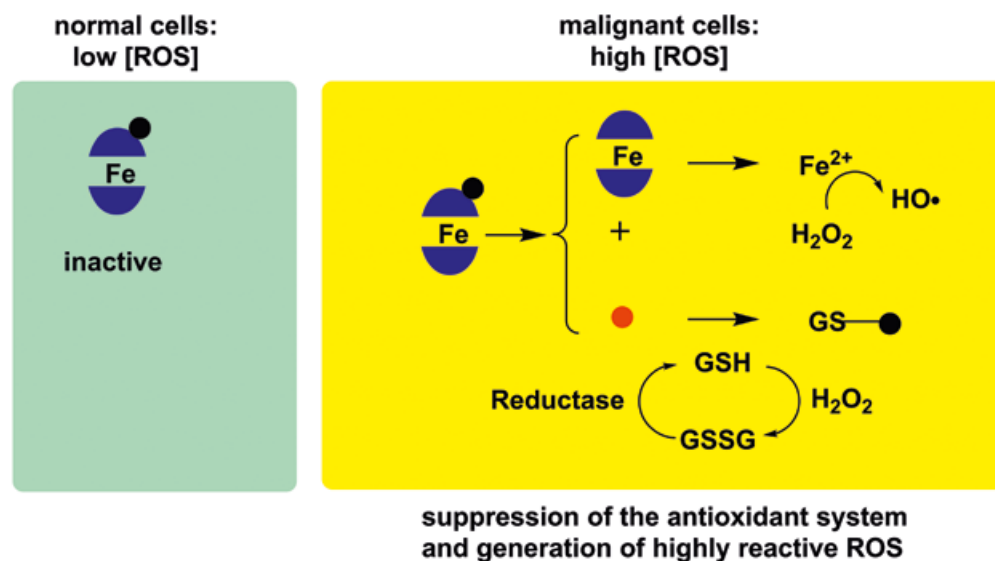 normal cells:
low [ROS]
malignant cells:
high [ROS]
Fe
inactive
Fe
Fe
+
Fe²⁺
H₂O₂
HO•
GS
GSH
Reductase
H₂O₂
GSSG
suppression of the antioxidant system
and generation of highly reactive ROS